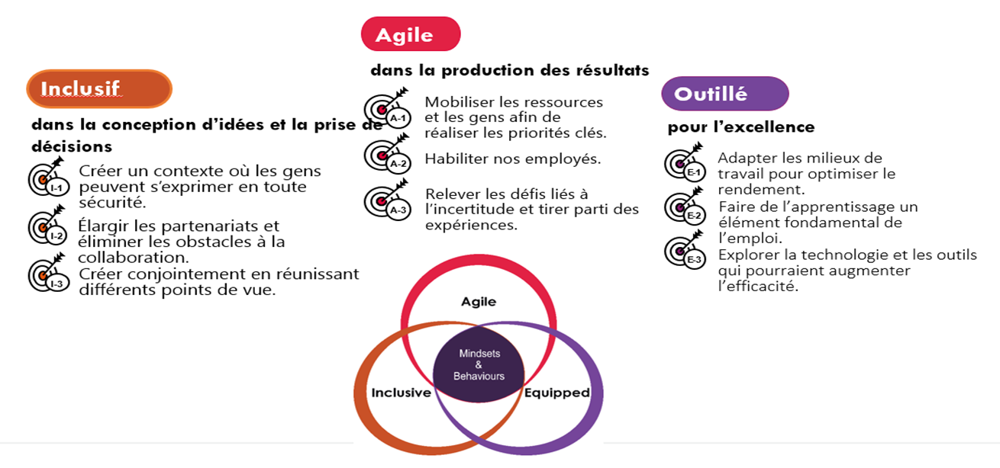 Inclusif
dans la conception d’idées et la prise de
décisions
I-1
Créer un contexte où les gens
peuvent s’exprimer en toute
sécurité.
I-2
Élargir les partenariats et
éliminer les obstacles à la
collaboration.
I-3
Créer conjointement en réunissant
différents points de vue.
Agile
dans la production des résultats
A-1
Mobiliser les ressources
et les gens afin de
réaliser les priorités clés.
A-2
Habiliter nos employés.
A-3
Relever les défis liés à
l’incertitude et tirer parti des
expériences.
Outillé
pour l’excellence
E-1
Adapter les milieux de
travail pour optimiser le
rendement.
E-2
Faire de l’apprentissage un
élément fondamental de
l’emploi.
E-3
Explorer la technologie et les outils
qui pourraient augmenter
l’efficacité.
Agile
Mindsets
&
Behaviours
Inclusive
Equipped